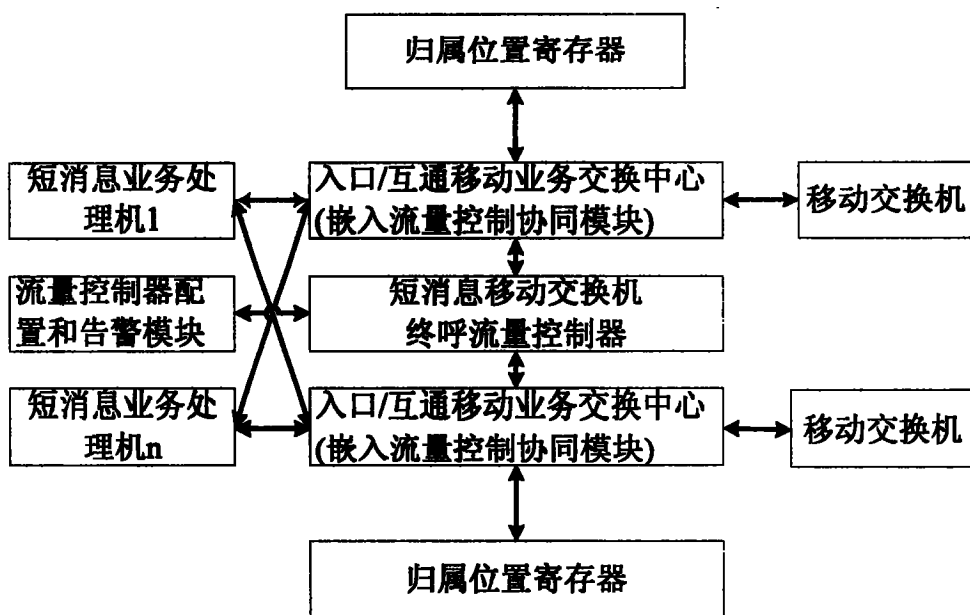 归属位置寄存器
短消息业务处
理机1
入口/互通移动业务交换中心
(嵌入流量控制协同模块)
移动交换机
流量控制器配
置和告警模块
短消息移动交换机
终呼流量控制器
短消息业务处
理机n
入口/互通移动业务交换中心
(嵌入流量控制协同模块)
移动交换机
归属位置寄存器